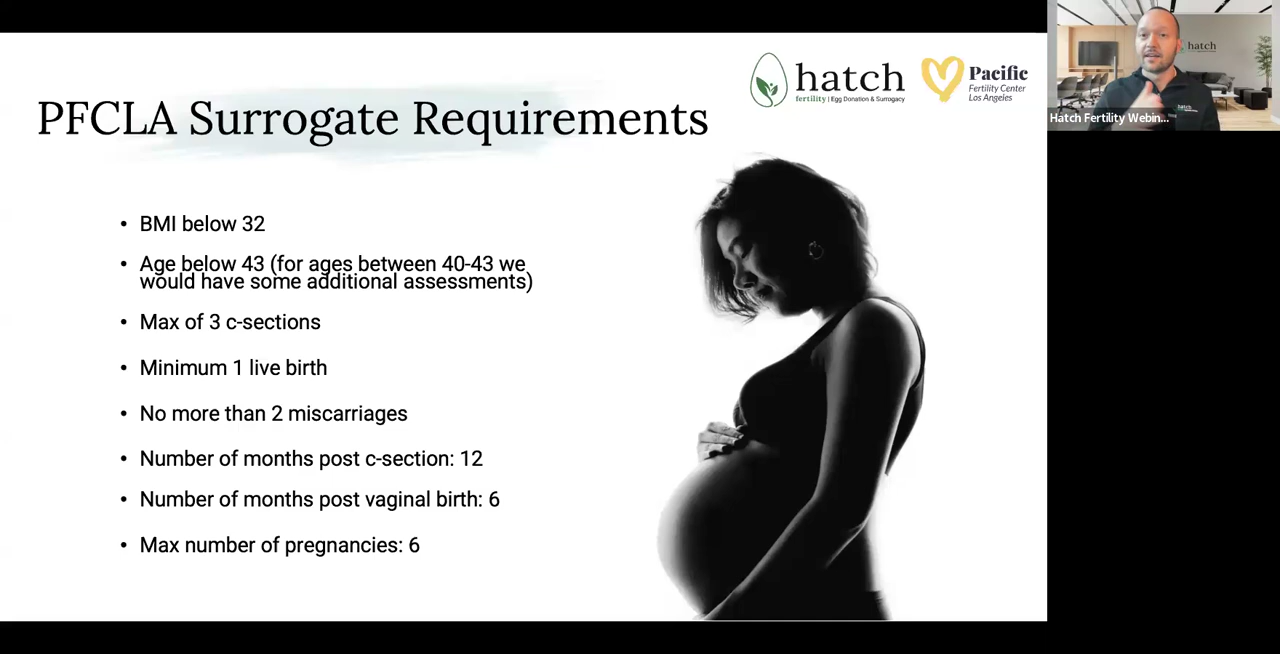 PFCLA Surrogate Requirements
hatch
fertility | Egg Donation & Surrogacy
Pacific
Fertility Center
Los Angeles
hatch
hatch
Hatch Fertility Webin...
• BMI below 32
• Age below 43 (for ages between 40-43 we
would have some additional assessments)
• Max of 3 c-sections
• Minimum 1 live birth
• No more than 2 miscarriages
• Number of months post c-section: 12
• Number of months post vaginal birth: 6
• Max number of pregnancies: 6